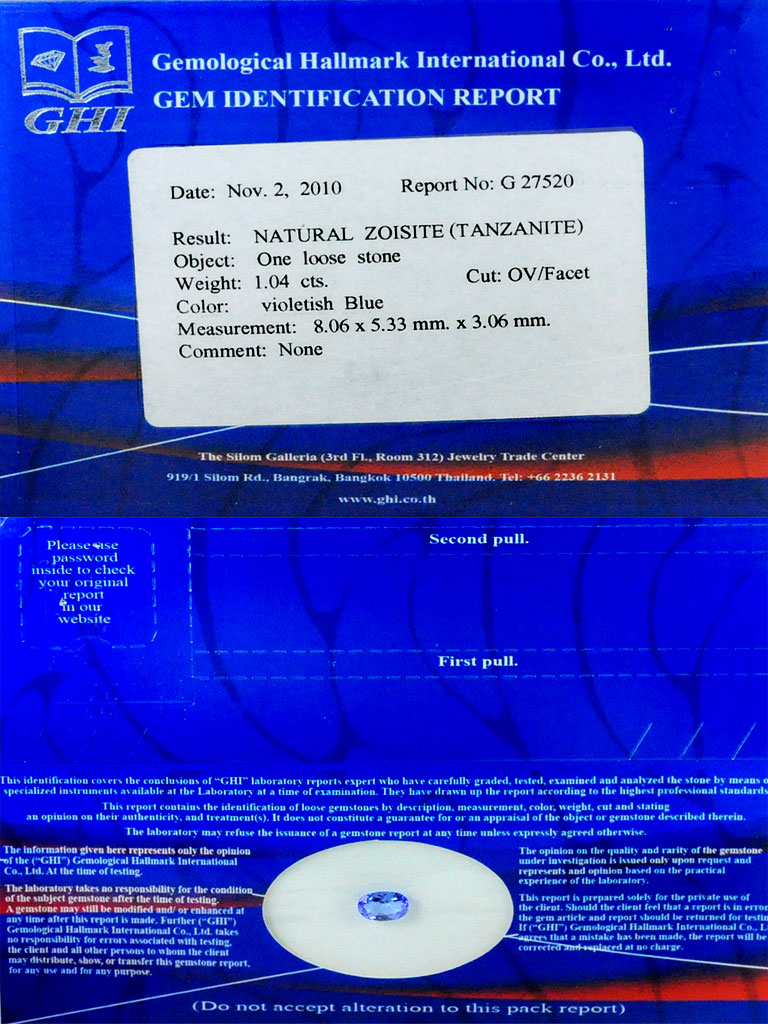 GHI
Gemological Hallmark International Co., Ltd.
GEM IDENTIFICATION REPORT
Date: Nov. 2, 2010 Report No: G 27520
Result: NATURAL ZOISITE (TANZANITE)
Object: One loose stone
Weight: 1.04 cts. Cut: OV/Facet
Color: violetish Blue
Measurement: 8.06 x 5.33 mm. x 3.06 mm.
Comment: None
The Silom Galleria (3rd Fl., Room 312) Jewelry Trade Center
919/1 Silom Rd., Bangrak, Bangkok 10500 Thailand. Tel: +66 2236 2131
www.ghi.co.th
Please use
password
inside to check
your original
report
in our
website
Second pull.
First pull.
This identification covers the conclusions of “GHI” laboratory reports expert who have carefully graded, tested, examined and analyzed the stone by means o
specialized instruments available at the Laboratory at a time of examination. They have drawn up the report according to the highest professional standards
This report contains the identification of loose gemstones by description, measurement, color, weight, cut and stating
an opinion on their authenticity, and treatment(s). It does not constitute a guarantee for or an appraisal of the object or gemstone described therein.
The laboratory may refuse the issuance of a gemstone report at any time unless expressly agreed otherwise.
The information given here represents only the opinion
of the (“GHI”) Gemological Hallmark International
Co., Ltd. At the time of testing.
The laboratory takes no responsibility for the condition
of the subject gemstone after the time of testing.
A gemstone may still be modified and/ or enhanced at
any time after this report is made. Further (“GHI”)
Gemological Hallmark International Co., Ltd. takes
no responsibility for errors associated with testing,
the client and all other persons to whom the client
may distribute, show, or transfer this gemstone report,
for any use and for any purpose.
The opinion on the quality and rarity of the gemstone
under investigation is issued only upon request and
represents and opinion based on the practical
experience of the laboratory.
This report is prepared solely for the private use of
the client. Should the client feel that a report is in error
the gem article and report should be returned for testin
If (“GHI”) Gemological Hallmark International Co., L
agrees that a mistake has been made, the report will be
corrected and replaced at no charge.
(Do not accept alteration to this pack report)